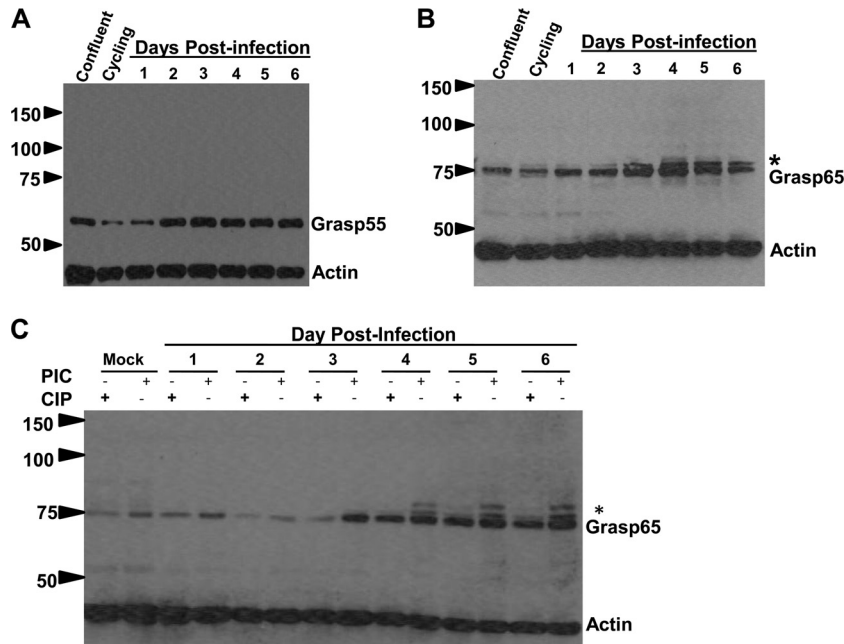 A
Confluent
Cycling
Days Post-infection
1 2 3 4 5 6
150
100
75
50
Grasp55
Actin
B
Confluent
Cycling
Days Post-infection
1 2 3 4 5 6
150
100
75
50
*
Grasp65
Actin
C
Day Post-Infection
Mock 1 2 3 4 5 6
PIC - + - + - + - + - + - + - +
CIP + - + - + - + - + - + - + -
150
100
75
50
*
Grasp65
Actin